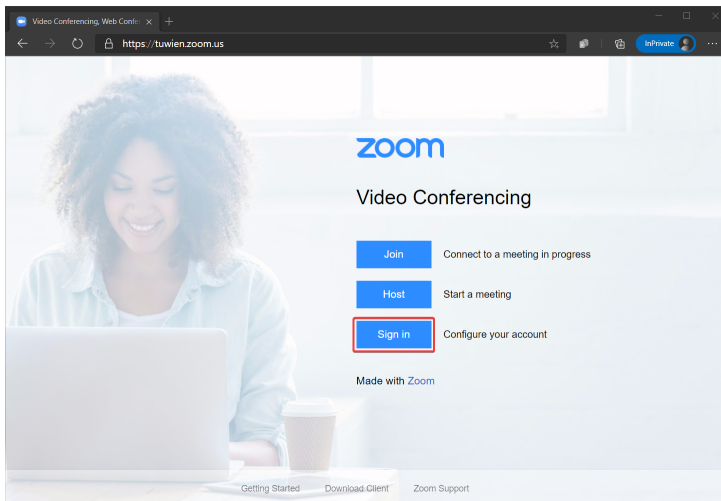 Video Conferencing, Web Confe
https://tuwien.zoom.us
InPrivate
zoom
Video Conferencing
Join Connect to a meeting in progress
Host Start a meeting
Sign in Configure your account
Made with Zoom
Getting Started Download Client Zoom Support